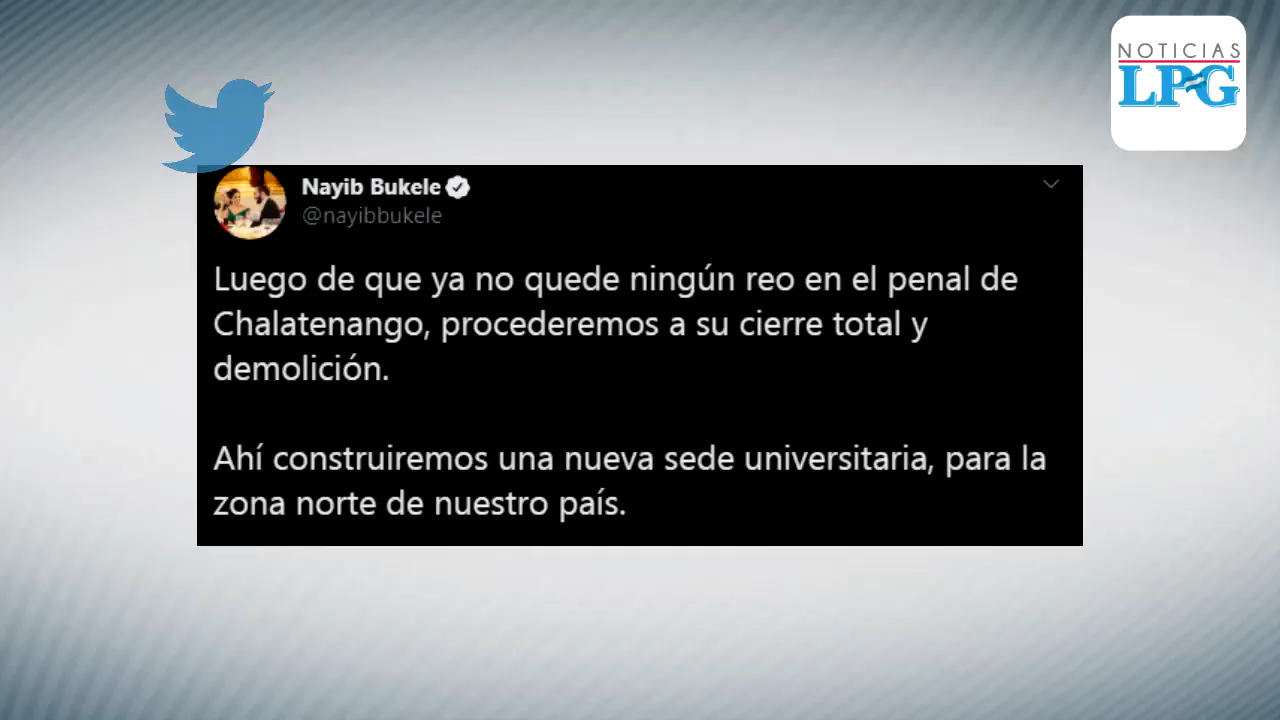 NOTICIAS
LPG
Nayib Bukele
@nayibbukele
Luego de que ya no quede ningún reo en el penal de
Chalatenango, procederemos a su cierre total y
demolición.
Ahí construiremos una nueva sede universitaria, para la
zona norte de nuestro país.